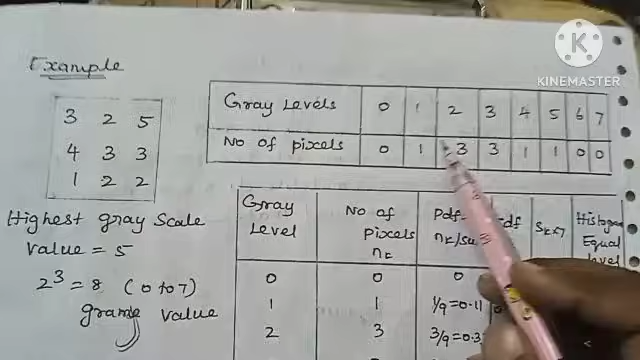 KINEMASTER
Example
3 2 5
4 3 3
1 2 2
Gray Levels 0 1 2 3 4 5 6 7
No of pixels 0 1 3 3 1 1 0 0
Highest gray Scale
value = 5
2³ = 8 (0 to 7)
value
Gray
Level
No of
pixels
nk
Pdf
nk/su
df
Sk×7
Histogram
Equal
level
0 0 0
1 1 1/9 = 0.11
2 3 3/9 = 0.3